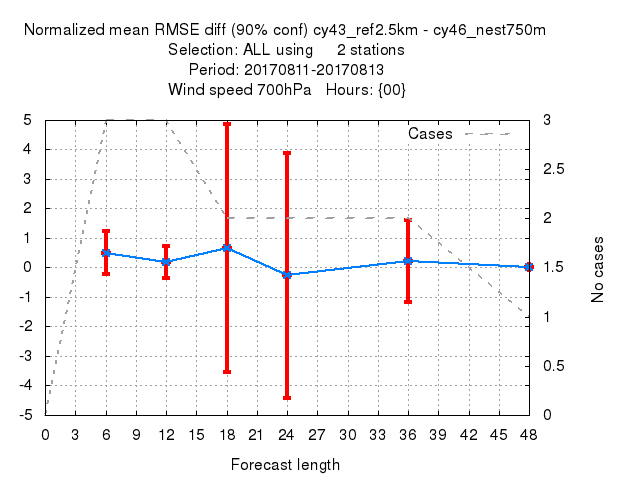 Normalized mean RMSE diff (90% conf) cy43_ref2.5km - cy46_nest750m
Selection: ALL using 2 stations
Period: 20170811-20170813
Wind speed 700hPa Hours: {00}
Cases
5
4
3
2
1
0
-1
-2
-3
-4
-5
3
2.5
2
1.5
1
0.5
0
No cases
0 3 6 9 12 15 18 21 24 27 30 33 36 39 42 45 48
Forecast length